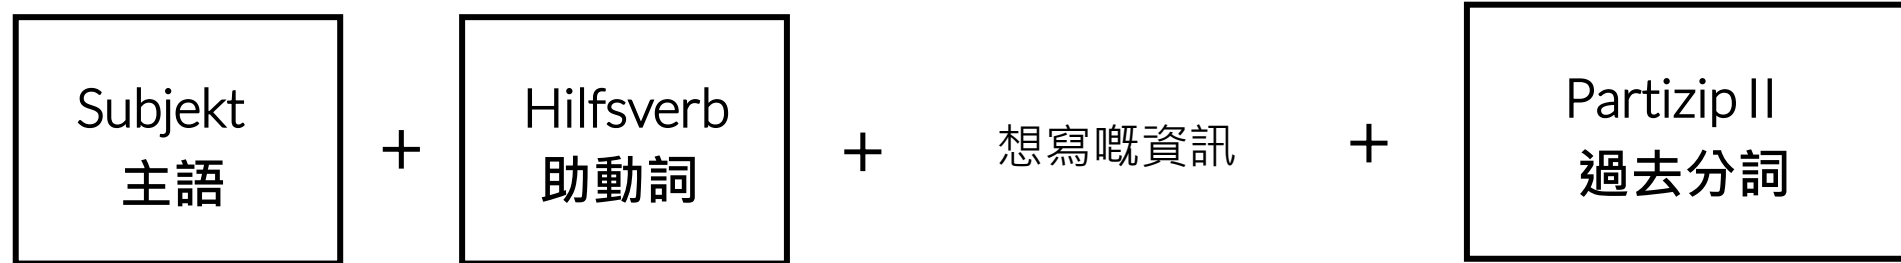 Subjekt
主語
+
Hilfsverb
助動詞
+
想寫嘅資訊
+
Partizip II
過去分詞